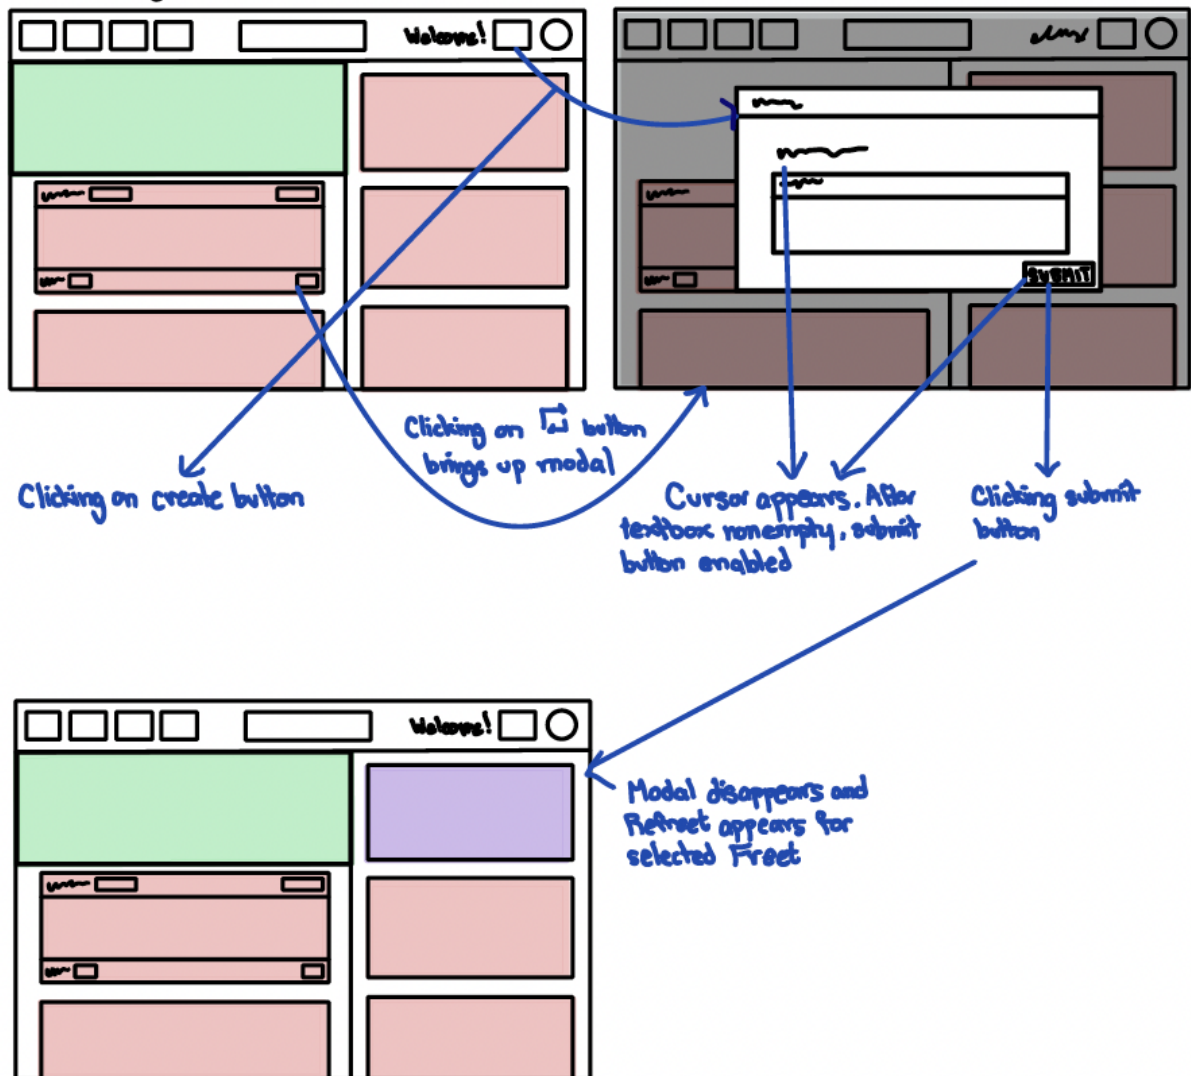 Welcome!
SUBMIT
Clicking on button
brings up modal
Clicking on create button
Cursor appears. After
textbox nonempty, submit
button enabled
Clicking submit
button
Welcome!
Modal disappears and
Refreet appears for
selected Freet